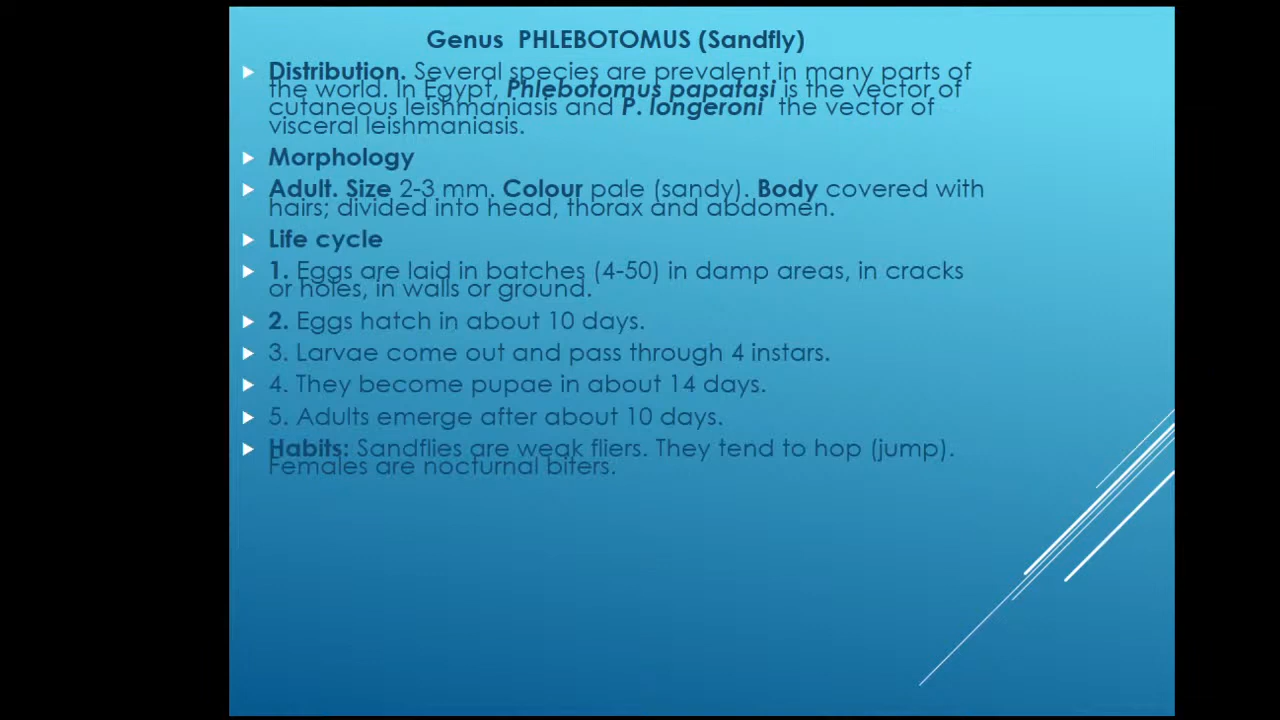 Genus PHLEBOTOMUS (Sandfly)
Distribution. Several species are prevalent in many parts of
the world. In Egypt, Phlebotomus papatasi is the vector of
cutaneous leishmaniasis and P. longeroni the vector of
visceral leishmaniasis.
Morphology
Adult. Size 2-3 mm. Colour pale (sandy). Body covered with
hairs; divided into head, thorax and abdomen.
Life cycle
1. Eggs are laid in batches (4-50) in damp areas, in cracks
or holes, in walls or ground.
2. Eggs hatch in about 10 days.
3. Larvae come out and pass through 4 instars.
4. They become pupae in about 14 days.
5. Adults emerge after about 10 days.
Habits: Sandflies are weak fliers. They tend to hop (jump).
Females are nocturnal biters.